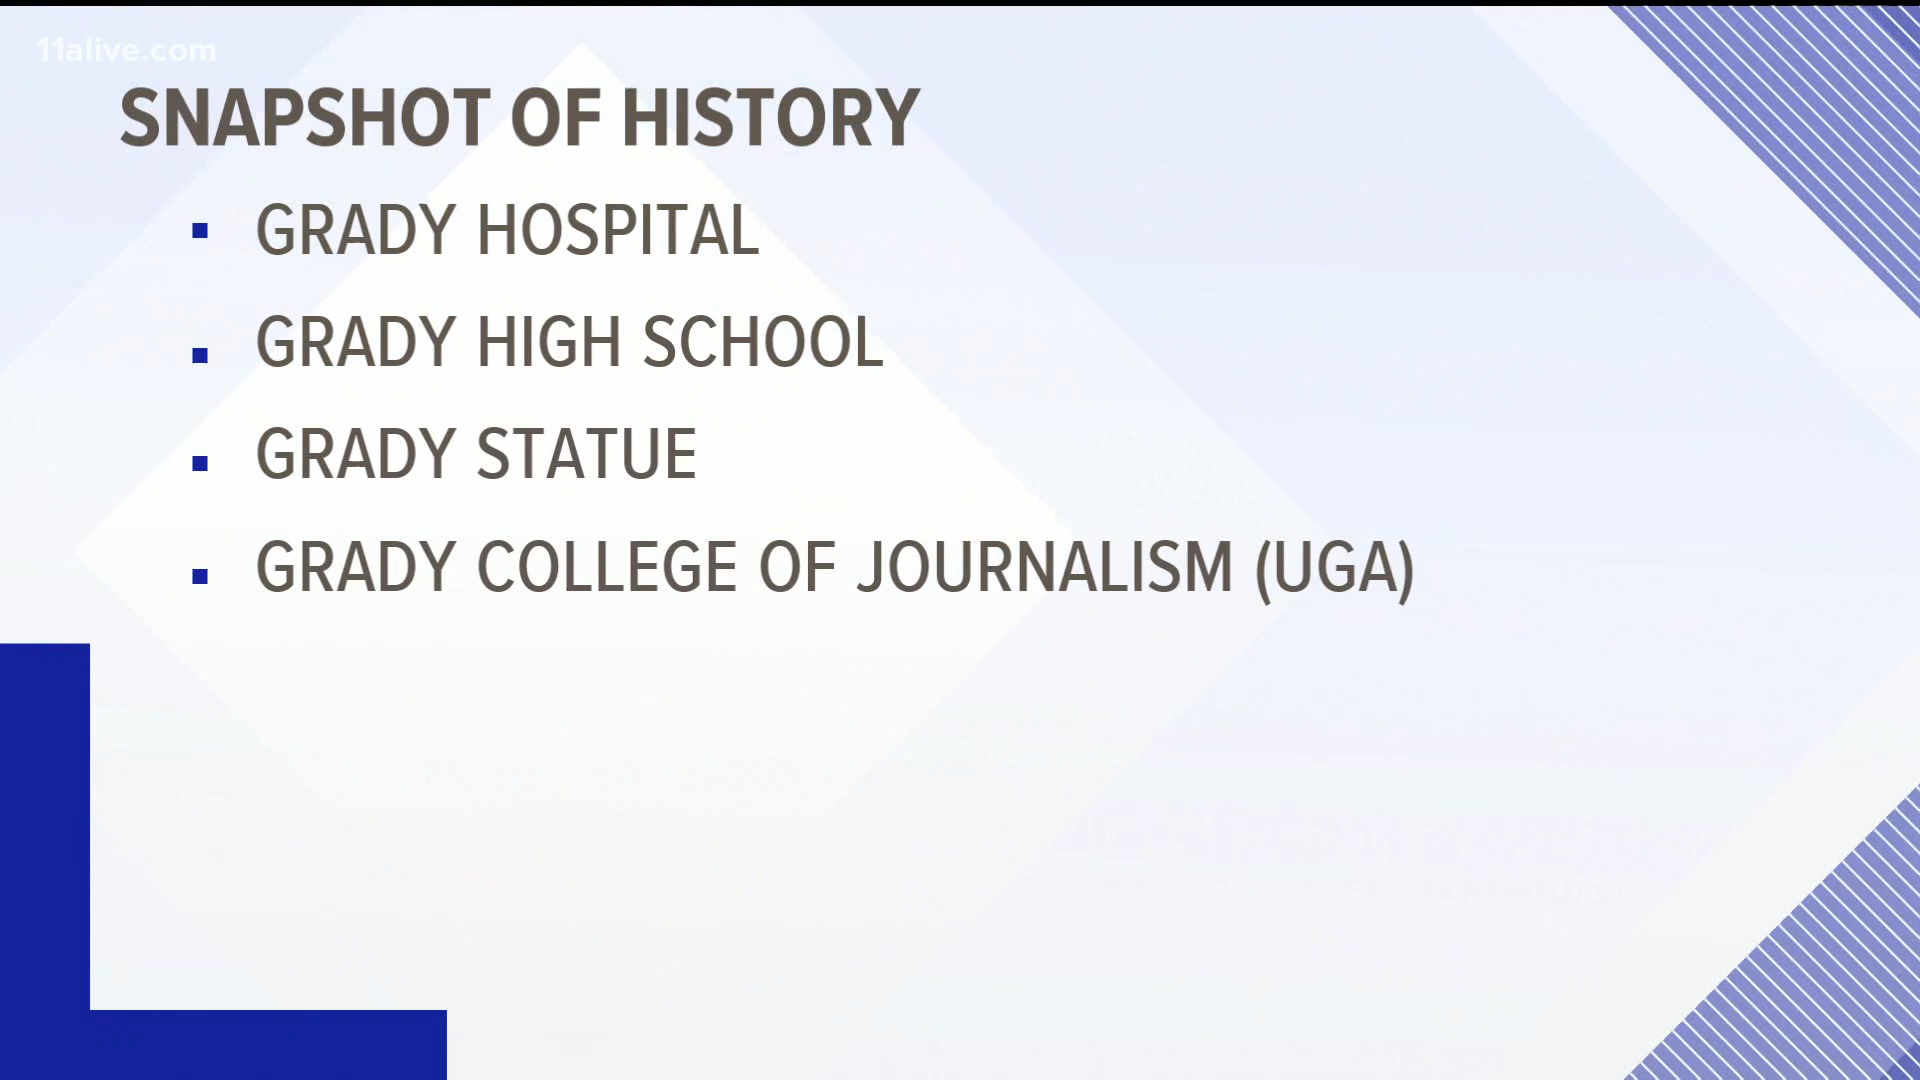 11alive.com
SNAPSHOT OF HISTORY
▪ GRADY HOSPITAL
▪ GRADY HIGH SCHOOL
▪ GRADY STATUE
▪ GRADY COLLEGE OF JOURNALISM (UGA)